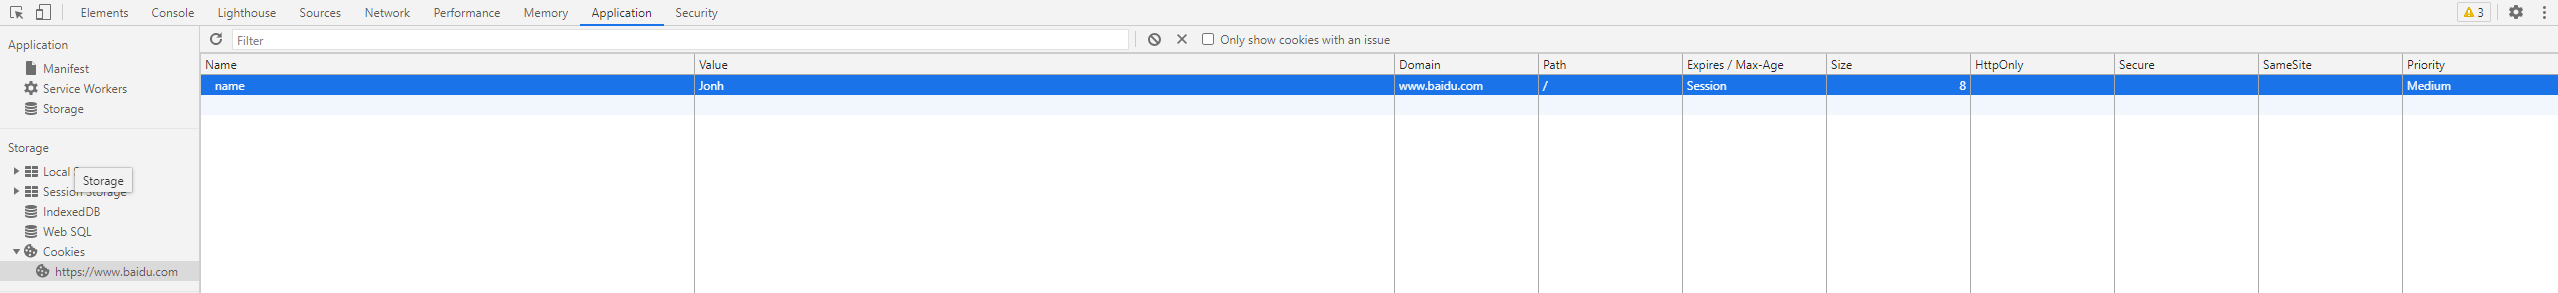 Elements Console Lighthouse Sources Network Performance Memory Application Security 3
Application
Manifest
Service Workers
Storage
Storage
Local S
Storage
Session Storage
IndexedDB
Web SQL
Cookies
https://www.baidu.com
Filter Only show cookies with an issue
Name Value Domain Path Expires / Max-Age Size HttpOnly Secure SameSite Priority
name Jonh www.baidu.com / Session 8 Medium